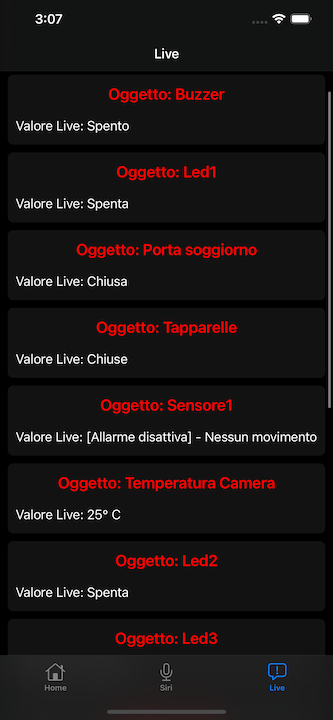 3:07
Live
Oggetto: Buzzer
Valore Live: Spento
Oggetto: Led1
Valore Live: Spenta
Oggetto: Porta soggiorno
Valore Live: Chiusa
Oggetto: Tapparelle
Valore Live: Chiuse
Oggetto: Sensore1
Valore Live: [Allarme disattiva] - Nessun movimento
Oggetto: Temperatura Camera
Valore Live: 25° C
Oggetto: Led2
Valore Live: Spenta
Oggetto: Led3
Home Siri Live